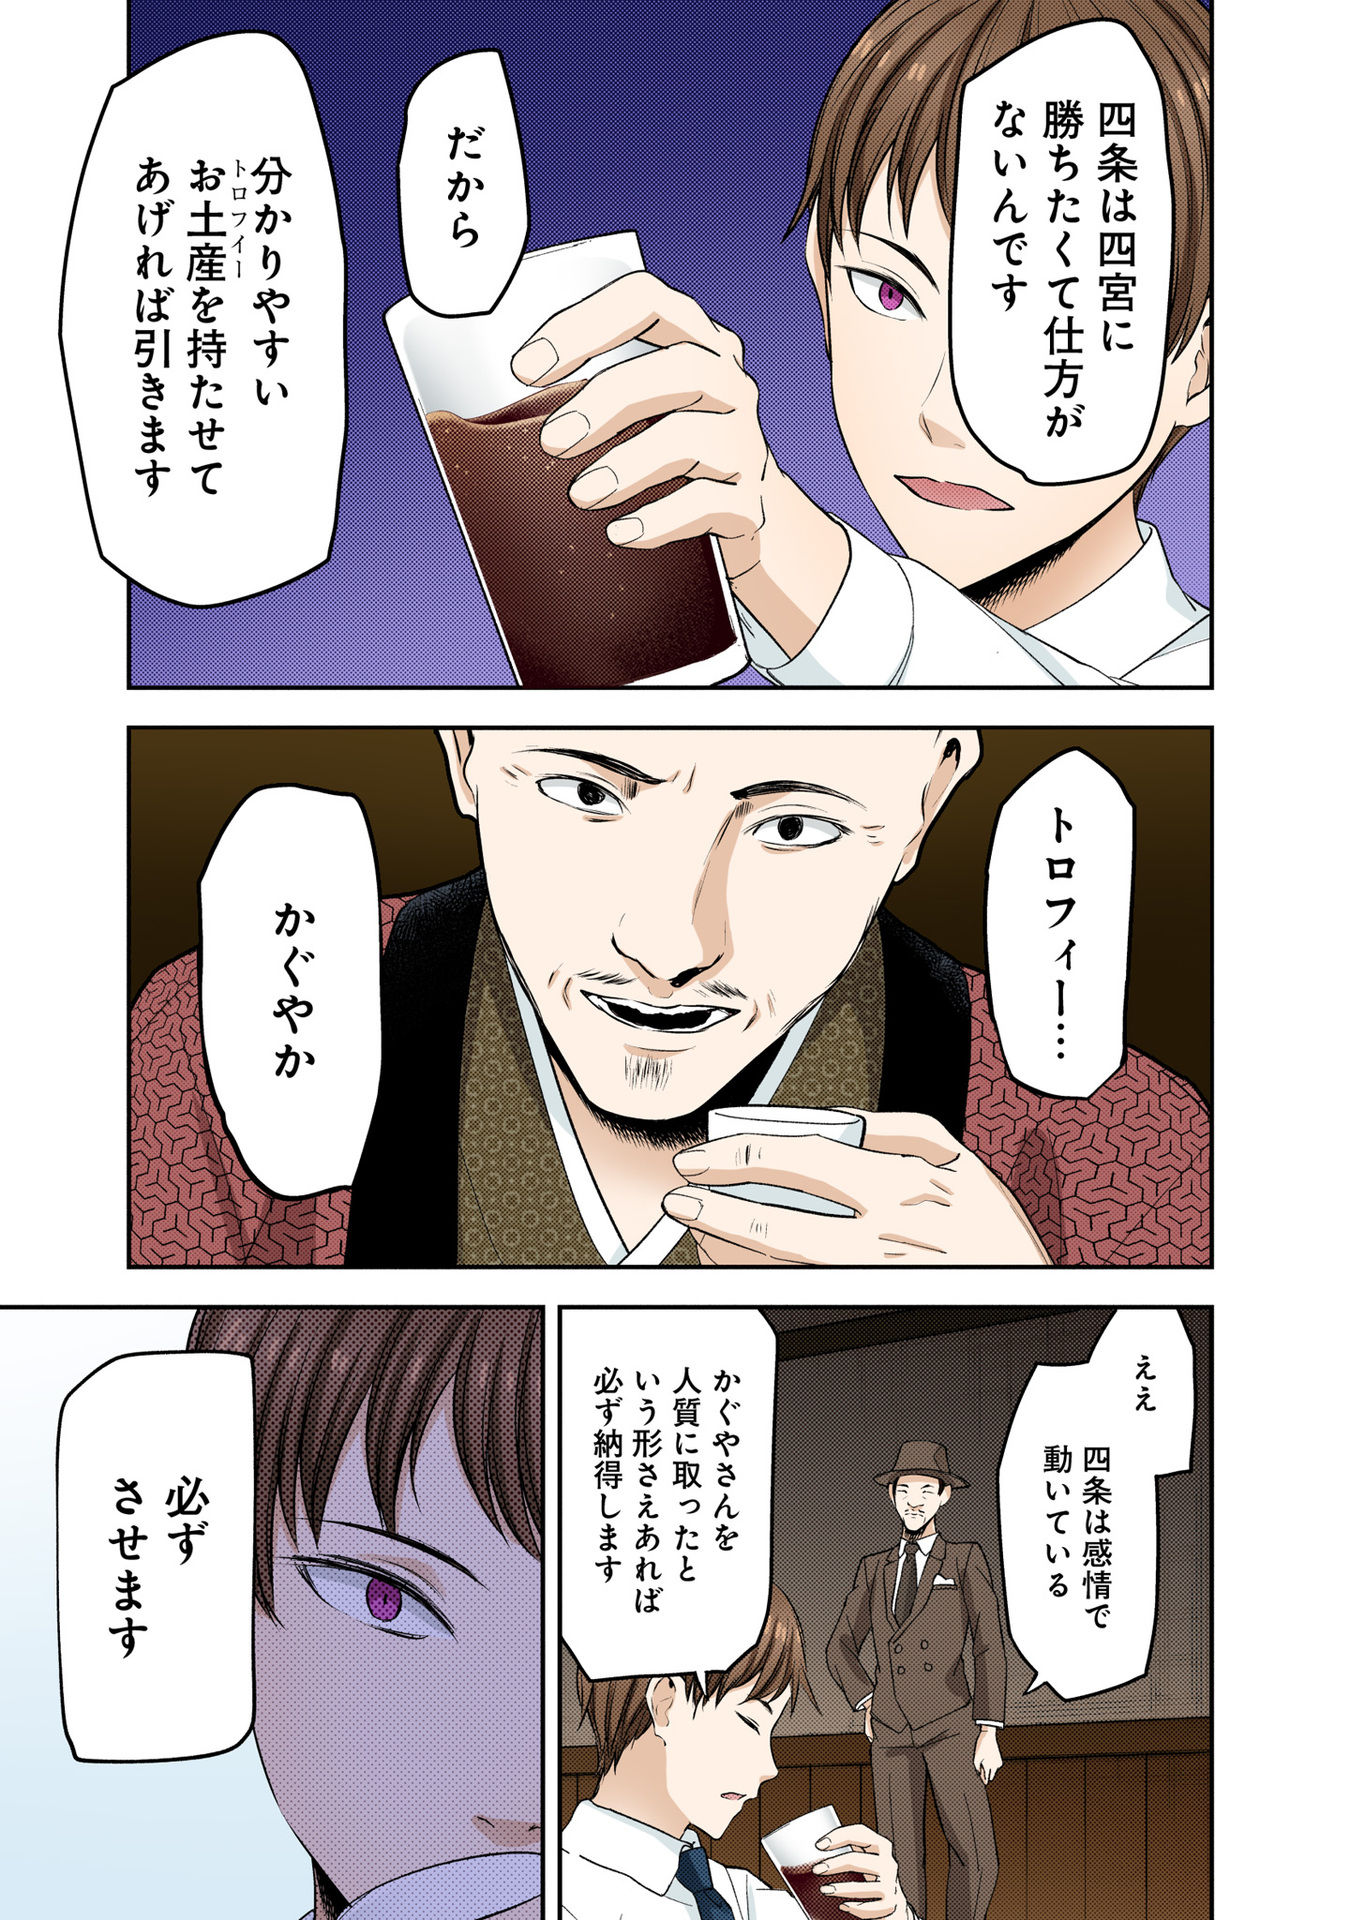 四条は四宮に
勝ちたくて仕方が
ないんです
だから
分かりやすい
お土産を持たせて
トロフィー
あげれば引きます
トロフィー…
かぐやか
ええ
四条は感情で
動いている
かぐやさんを
人質に取ったと
いう形さえあれば
必ず納得します
必ず
させます